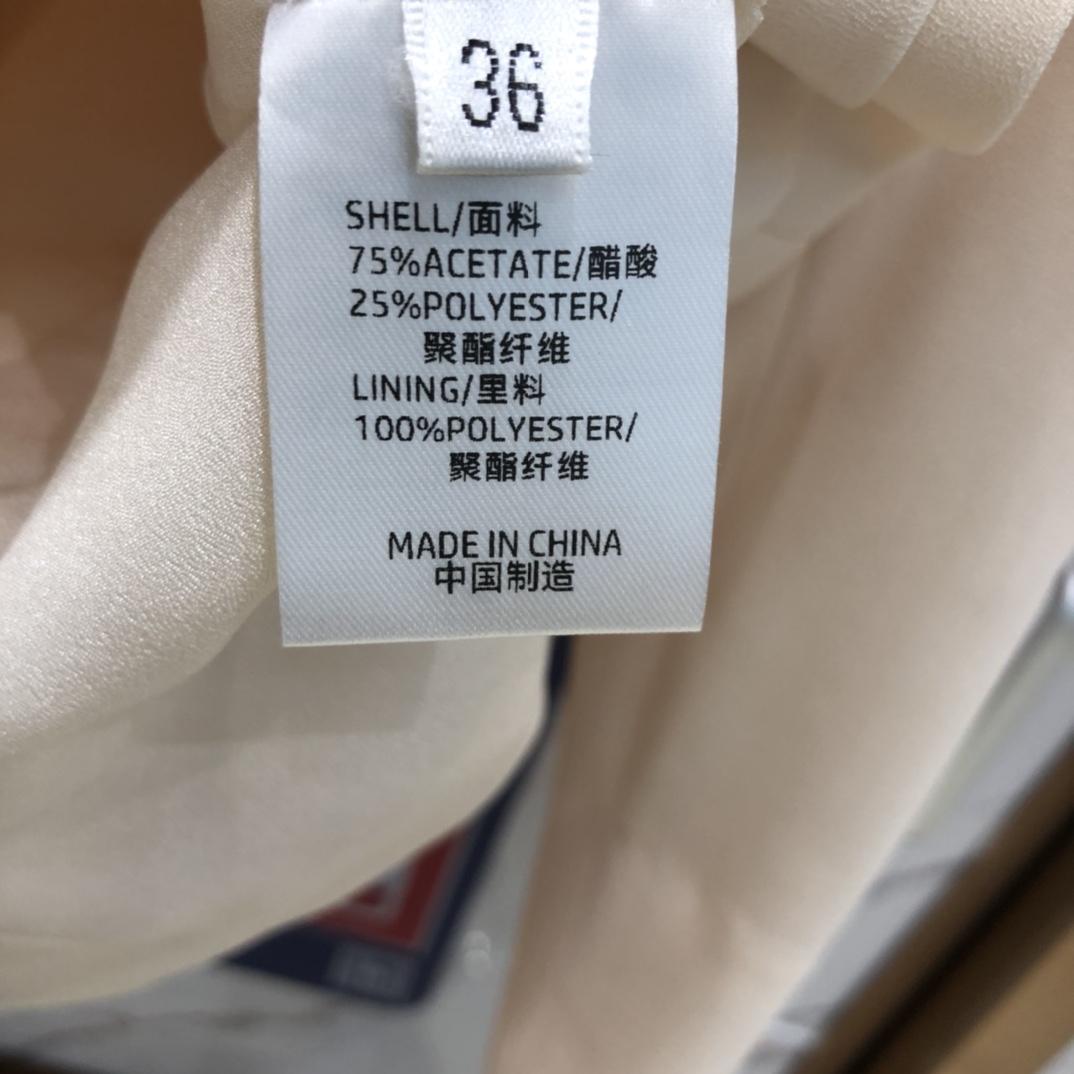 36
SHELL/面料
75%ACETATE/醋酸
25%POLYESTER/
聚酯纤维
LINING/里料
100%POLYESTER/
聚酯纤维
MADE IN CHINA
中国制造